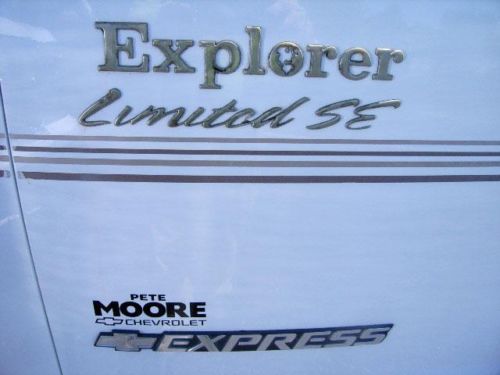 Explorer
Limited SE
PETE
MOORE
CHEVROLET
EXPRESS